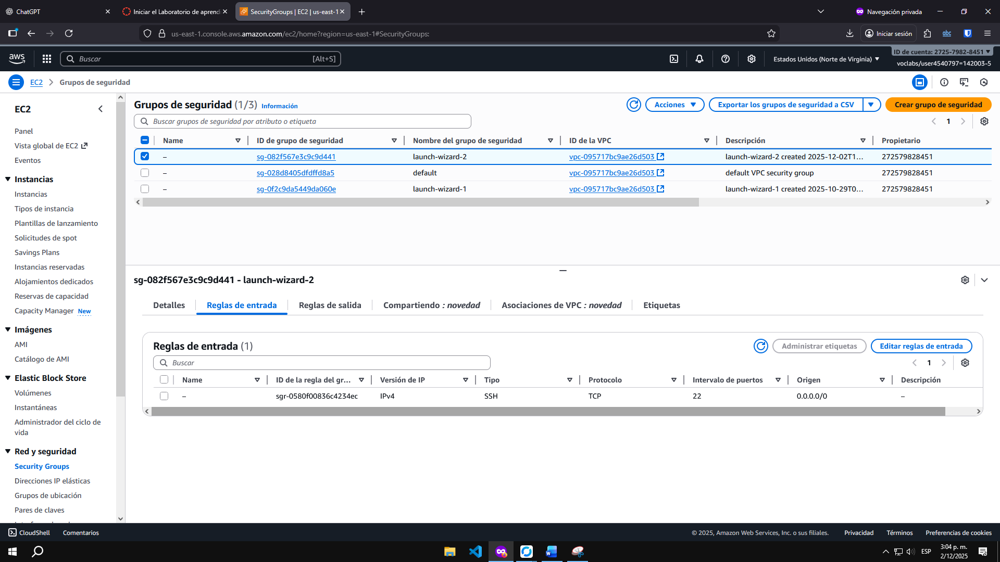 ChatGPT
Iniciar el Laboratorio de aprend
SecurityGroups | EC2 | us-east-1
Navegación privada
us-east-1.console.aws.amazon.com/ec2/home?region=us-east-1#SecurityGroups:
Iniciar sesión
abc
aws
Buscar
[Alt+S]
Estados Unidos (Norte de Virginia)
ID de cuenta: 2725-7982-8451
voclabs/user4540797=142003-5
EC2
Grupos de seguridad
EC2
Panel
Vista global de EC2
Eventos
Instancias
Instancias
Tipos de instancia
Plantillas de lanzamiento
Solicitudes de spot
Savings Plans
Instancias reservadas
Alojamientos dedicados
Reservas de capacidad
Capacity Manager New
Imágenes
AMI
Catálogo de AMI
Elastic Block Store
Volúmenes
Instantáneas
Administrador del ciclo de
vida
Red y seguridad
Security Groups
Direcciones IP elásticas
Grupos de ubicación
Pares de claves
Grupos de seguridad (1/3) Información
Acciones
Exportar los grupos de seguridad a CSV
Crear grupo de seguridad
Buscar grupos de seguridad por atributo o etiqueta
1
Name ID de grupo de seguridad Nombre del grupo de seguridad ID de la VPC Descripción Propietario
– sg-082f567e3c9c9d441 launch-wizard-2 vpc-095717bc9ae26d503 launch-wizard-2 created 2025-12-02T1... 272579828451
– sg-028d8405dfdffd8a5 default vpc-095717bc9ae26d503 default VPC security group 272579828451
– sg-0f2c9da5449da060e launch-wizard-1 vpc-095717bc9ae26d503 launch-wizard-1 created 2025-10-29T0... 272579828451
sg-082f567e3c9c9d441 - launch-wizard-2
Detalles
Reglas de entrada
Reglas de salida
Compartiendo : novedad
Asociaciones de VPC : novedad
Etiquetas
Reglas de entrada (1)
Administrar etiquetas
Editar reglas de entrada
Buscar
1
Name ID de la regla del gr... Versión de IP Tipo Protocolo Intervalo de puertos Origen Descripción
– sgr-0580f00836c4234ec IPv4 SSH TCP 22 0.0.0.0/0 –
CloudShell
Comentarios
© 2025, Amazon Web Services, Inc. o sus filiales.
Privacidad
Términos
Preferencias de cookies
ESP
3:04 p. m.
2/12/2025